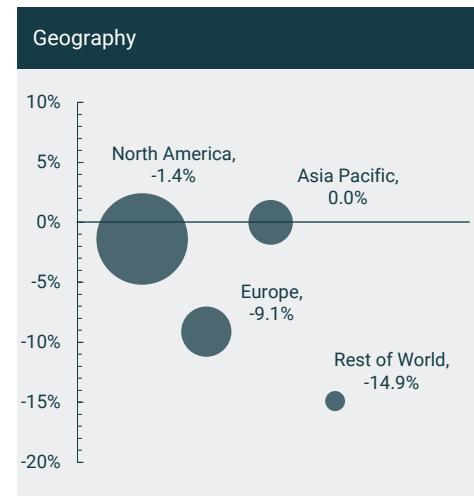 Geography
10%
North America,
-1.4%
5%
Asia Pacific,
0.0%
0%
-5%
Europe,
-9.1%
-10%
Rest of World,
-14.9%
-15%
-20%